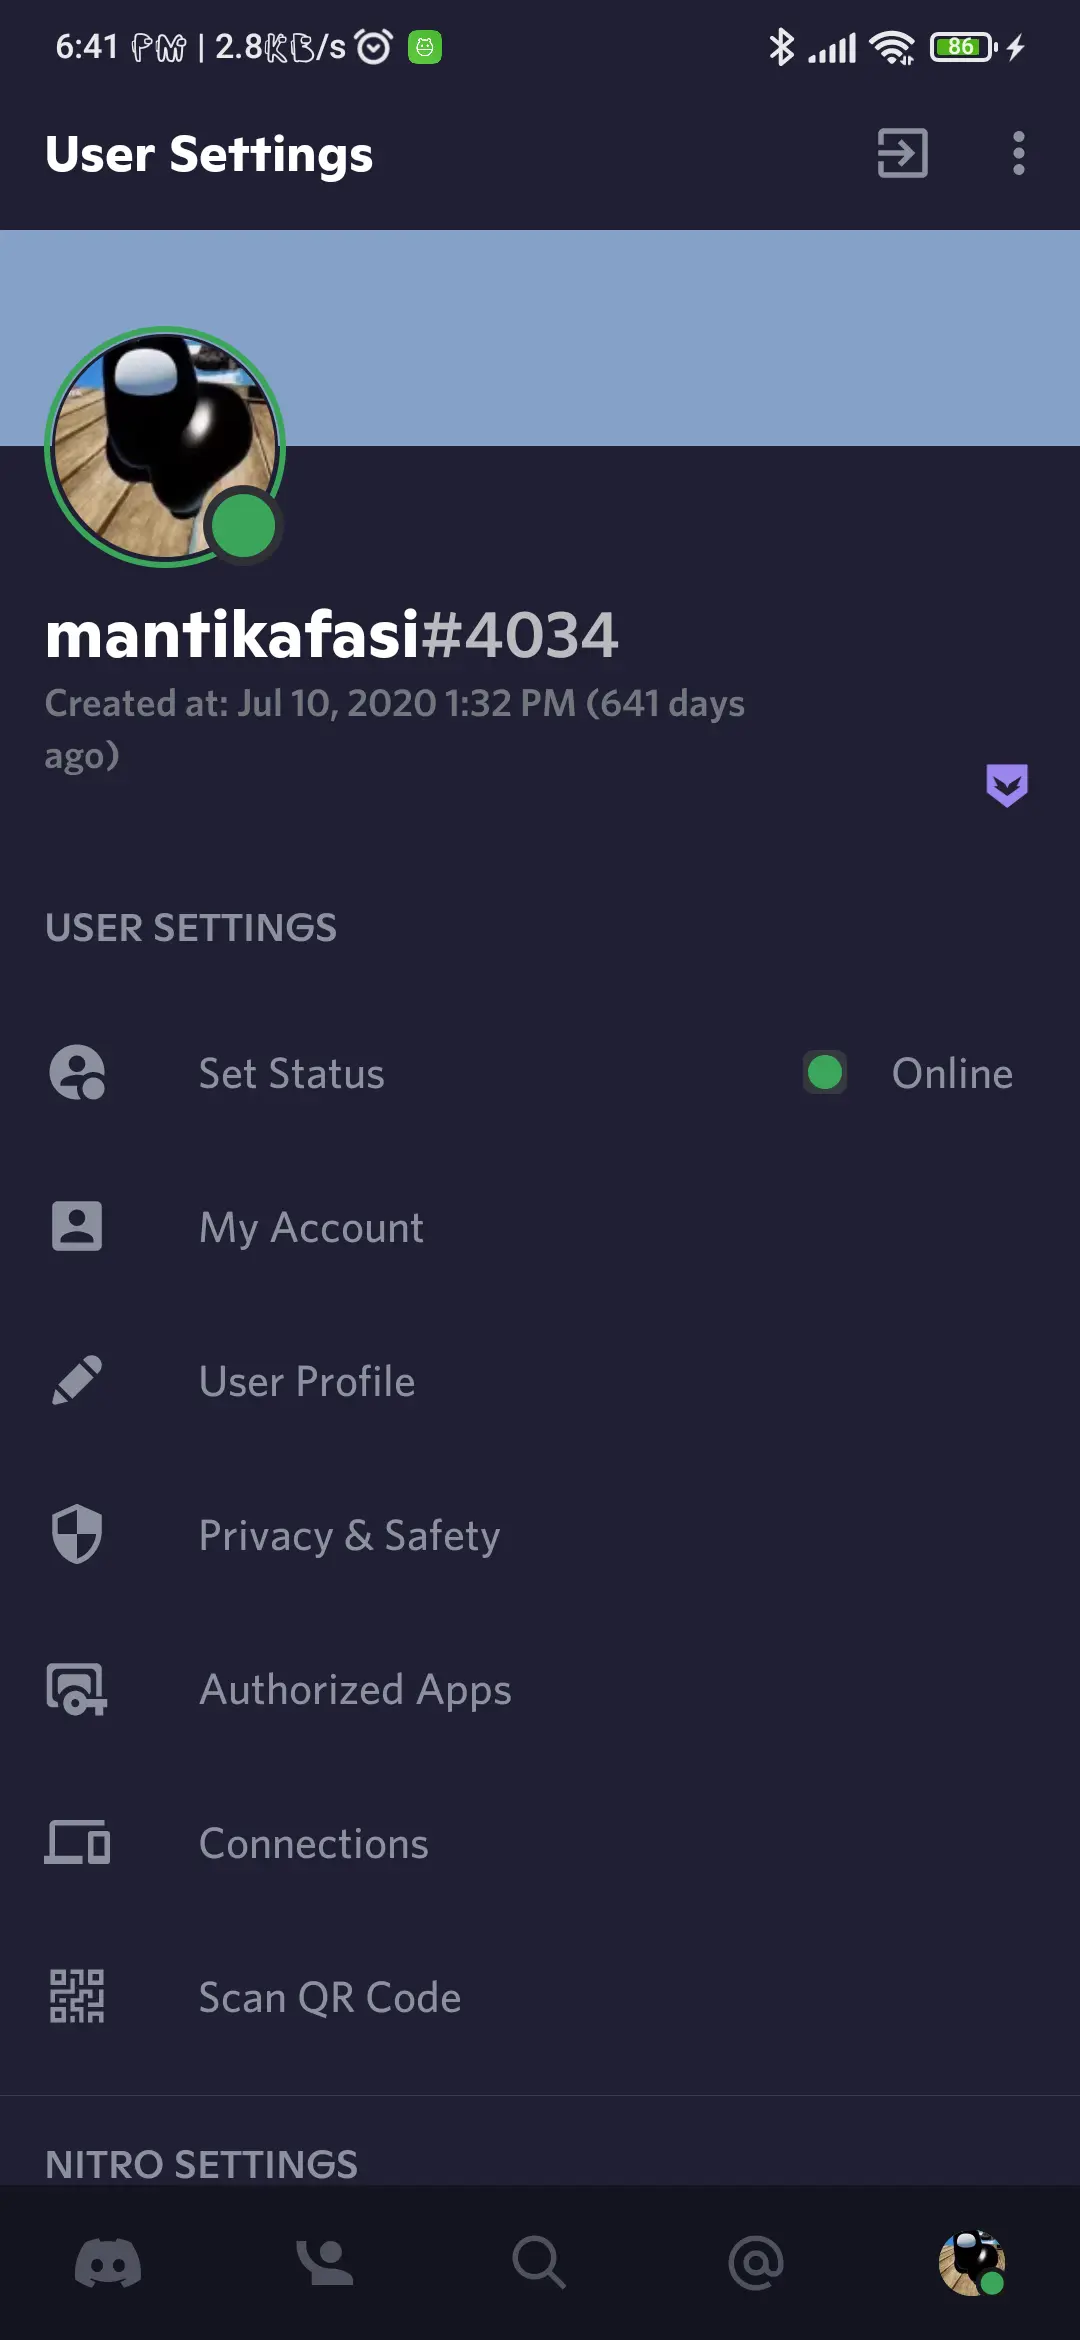 6:41 PM | 2.8KB/s
86
User Settings
mantikafasi#4034
Created at: Jul 10, 2020 1:32 PM (641 days
ago)
USER SETTINGS
Set Status
Online
My Account
User Profile
Privacy & Safety
Authorized Apps
Connections
Scan QR Code
NITRO SETTINGS